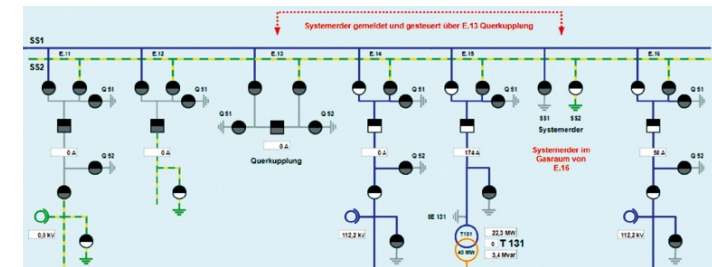 Systemerder gemeldet und gesteuert über E.13 Querkupplung
SS1
E.11 E.12 E.13 E.14 E.15 E.16
SS2
Q 51 Q 51 Q 51 Q 51 Q 51 Q 51 Q 51
SS1 SS2
Systemerder
0 A 0 A 0 A 0 A 174 A 58 A
Querkupplung
Systemerder im
Gasraum von
E.16
Q 52 Q 52 Q 52
SE 131
0,0 kV 112,2 kV T131 22,3 MW 112,2 kV
0 T 131
40 MW 3,4 Mvar